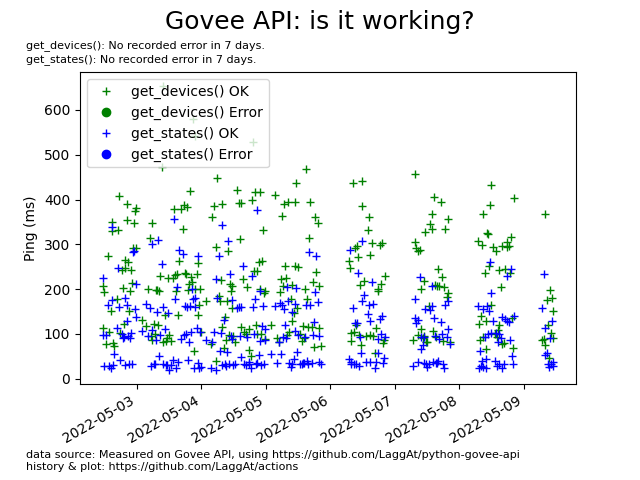 Govee API: is it working?
get_devices(): No recorded error in 7 days.
get_states(): No recorded error in 7 days.
get_devices() OK
get_devices() Error
get_states() OK
get_states() Error
Ping (ms)
600
500
400
300
200
100
0
2022-05-03
2022-05-04
2022-05-05
2022-05-06
2022-05-07
2022-05-08
2022-05-09
data source: Measured on Govee API, using https://github.com/LaggAt/python-govee-api
history & plot: https://github.com/LaggAt/actions